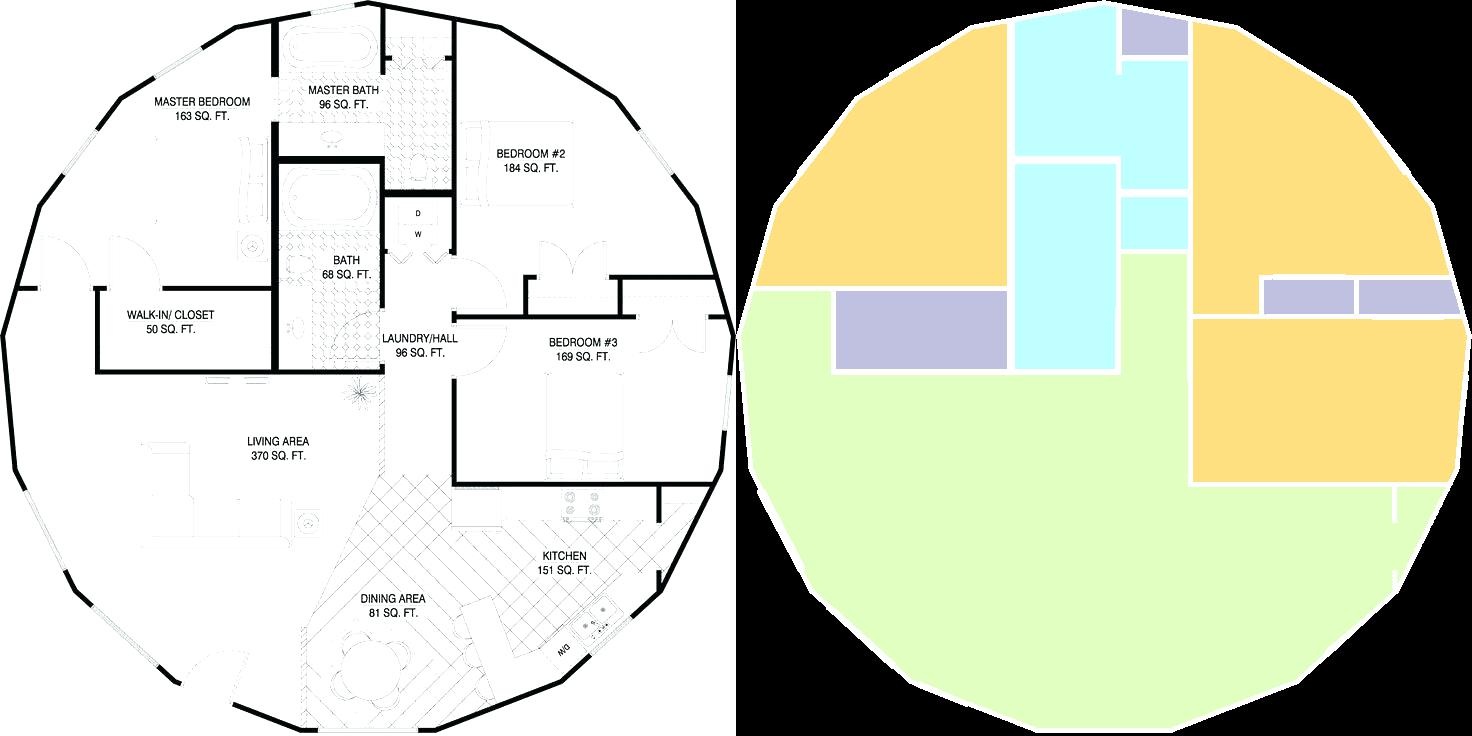 MASTER BEDROOM
163 SQ. FT.
MASTER BATH
96 SQ. FT.
BEDROOM #2
184 SQ. FT.
D
W
BATH
68 SQ. FT.
WALK-IN/ CLOSET
50 SQ. FT.
LAUNDRY/HALL
96 SQ. FT.
BEDROOM #3
169 SQ. FT.
LIVING AREA
370 SQ. FT.
KITCHEN
151 SQ. FT.
DINING AREA
81 SQ. FT.
D/W